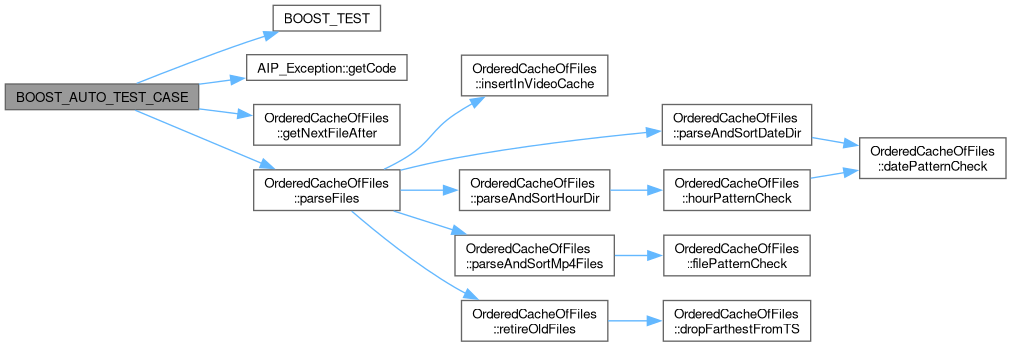 BOOST_AUTO_TEST_CASE
BOOST_TEST
AIP_Exception::getCode
OrderedCacheOfFiles
::getNextFileAfter
OrderedCacheOfFiles
::parseFiles
OrderedCacheOfFiles
::insertInVideoCache
OrderedCacheOfFiles
::parseAndSortDateDir
OrderedCacheOfFiles
::datePatternCheck
OrderedCacheOfFiles
::parseAndSortHourDir
OrderedCacheOfFiles
::hourPatternCheck
OrderedCacheOfFiles
::parseAndSortMp4Files
OrderedCacheOfFiles
::filePatternCheck
OrderedCacheOfFiles
::retireOldFiles
OrderedCacheOfFiles
::dropFarthestFromTS